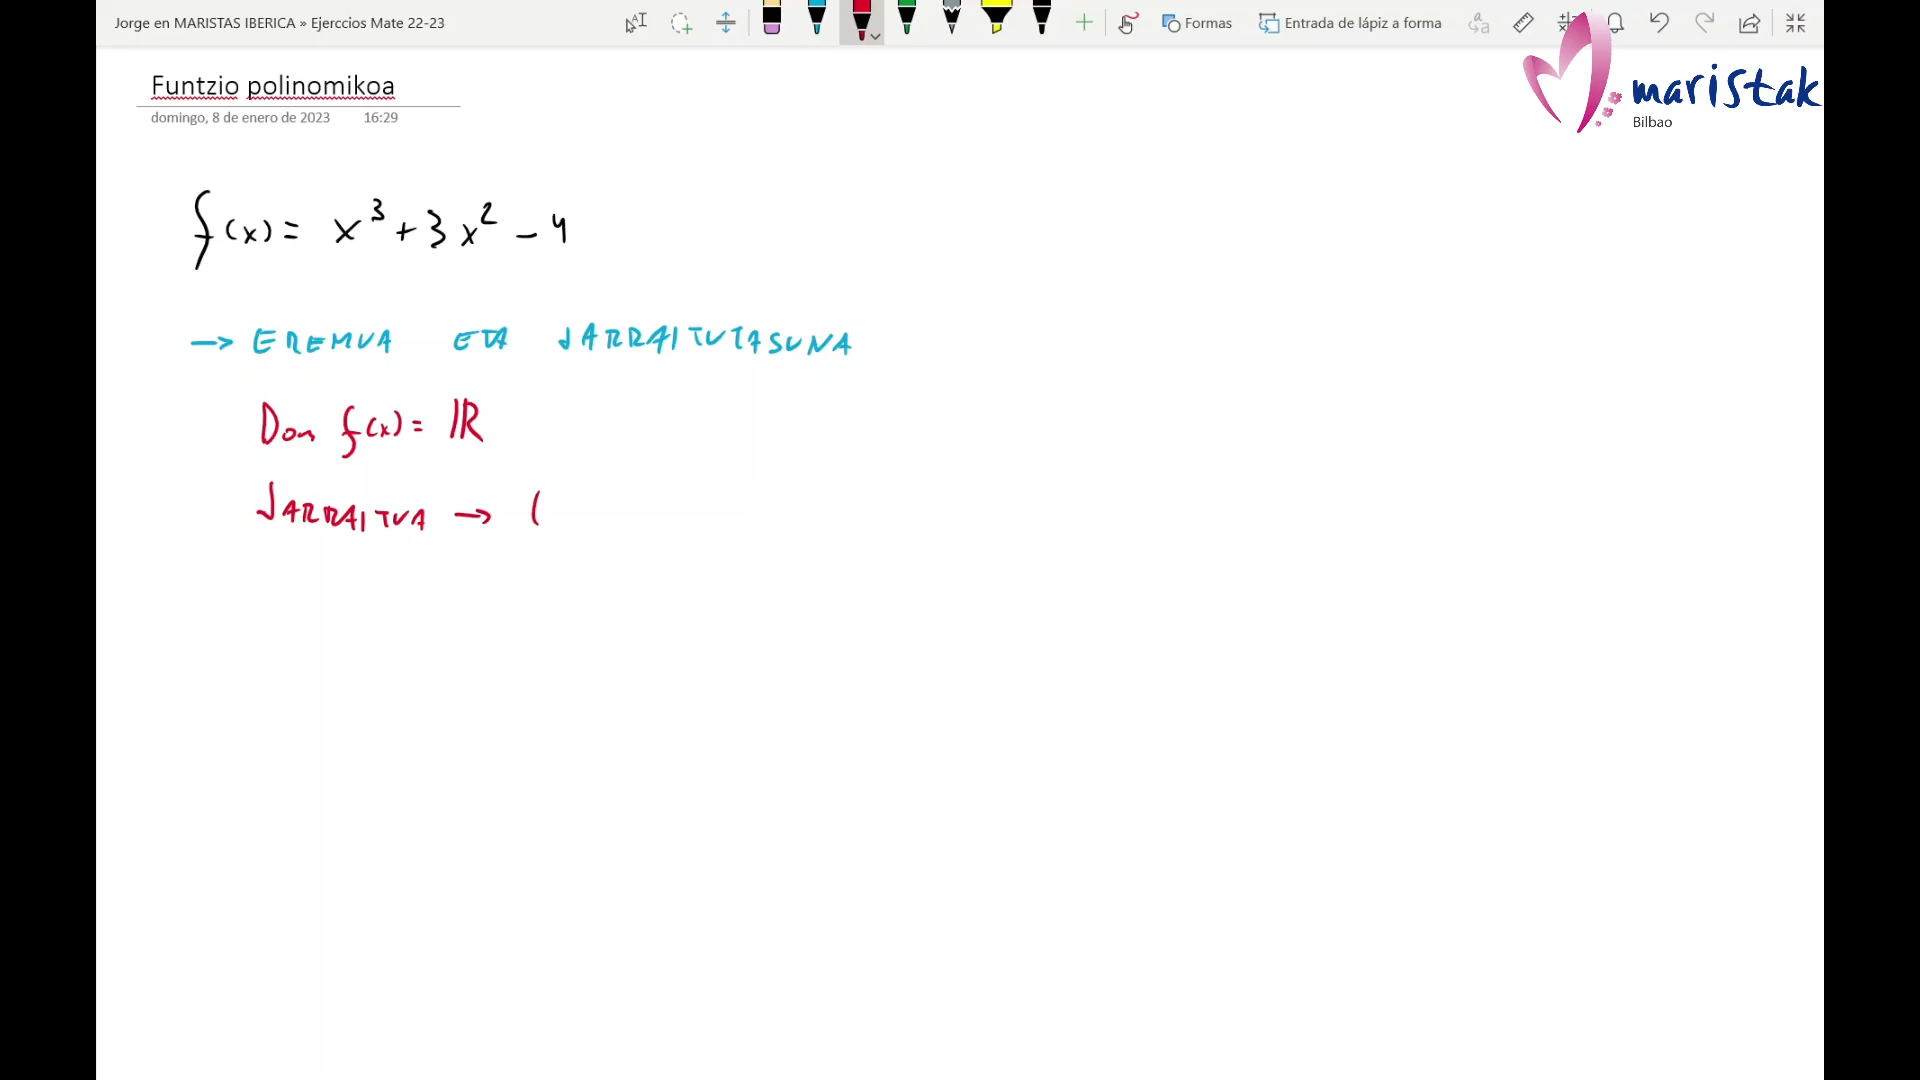 Jorge en MARISTAS IBERICA » Ejerccios Mate 22-23
Formas
Entrada de lápiz a forma
maristak
Bilbao
Funtzio polinomikoa
domingo, 8 de enero de 2023 16:29
f(x) = x³ + 3x² - 4
→ EREMUA ETA JARRAITUTASUNA
Dom f(x) = ℝ
JARRAITUA → (